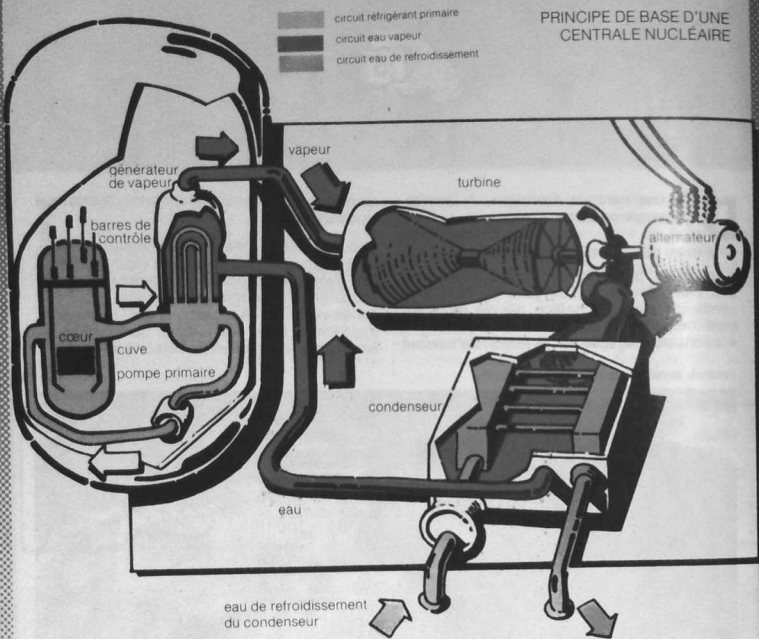 circuit réfrigérant primaire
circuit eau vapeur
circuit eau de refroidissement
PRINCIPE DE BASE D'UNE
CENTRALE NUCLÉAIRE
vapeur
générateur
de vapeur
turbine
barres de
contrôle
alternateur
cœur
cuve
pompe primaire
condenseur
eau
eau de refroidissement
du condenseur